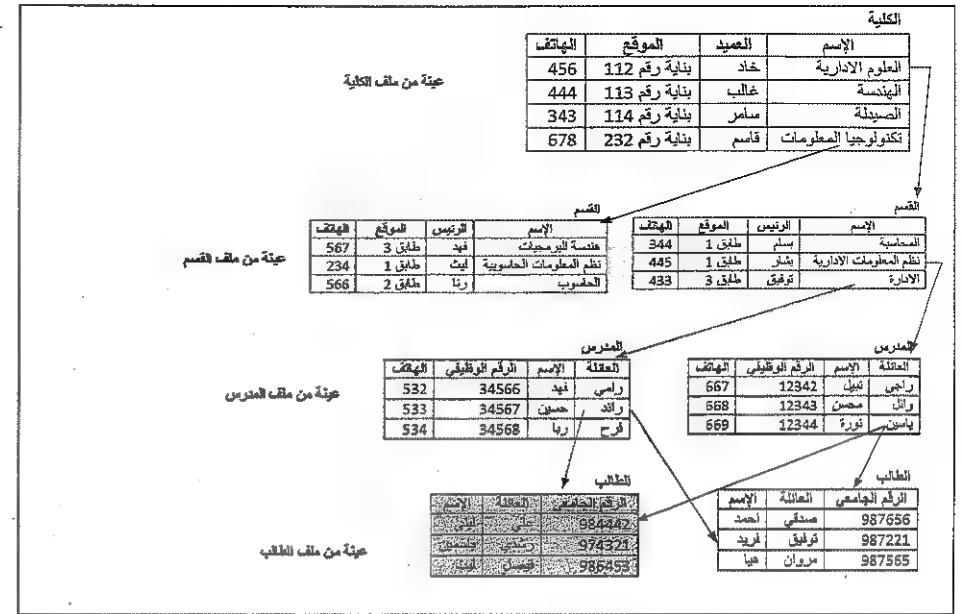 الكلية
الإسم العميد الموقع الهاتف
العلوم الادارية خالد بناية رقم 112 456
الهندسة غالب بناية رقم 113 444
الصيدلة سامر بناية رقم 114 343
تكنولوجيا المعلومات قاسم بناية رقم 232 678
عينة من ملف الكلية
القسم
الإسم الرئيس الموقع الهاتف
المحاسبة بسام طابق 1 344
نظم المعلومات الادارية بشار طابق 1 445
الادارة توفيق طابق 3 433
القسم
الإسم الرئيس الموقع الهاتف
هندسة البرمجيات فهد طابق 3 567
نظم المعلومات الحاسوبية ليث طابق 1 234
الحاسوب رنا طابق 2 566
عينة من ملف القسم
المدرس
العائلة الإسم الرقم الوظيفي الهاتف
راجي نبيل 12342 667
وائل محسن 12343 668
ياسين نورة 12344 669
المدرس
العائلة الإسم الرقم الوظيفي الهاتف
رامي فهد 34566 532
رائد حسين 34567 533
فرح ربا 34568 534
عينة من ملف المدرس
الطالب
الرقم الجامعي العائلة الإسم
987656 صدقي احمد
987221 توفيق فريد
987565 مروان هيا
الطالب
الرقم الجامعي العائلة الإسم
984442 علي
974321 رشدي
986453 فيصل
عينة من ملف الطالب